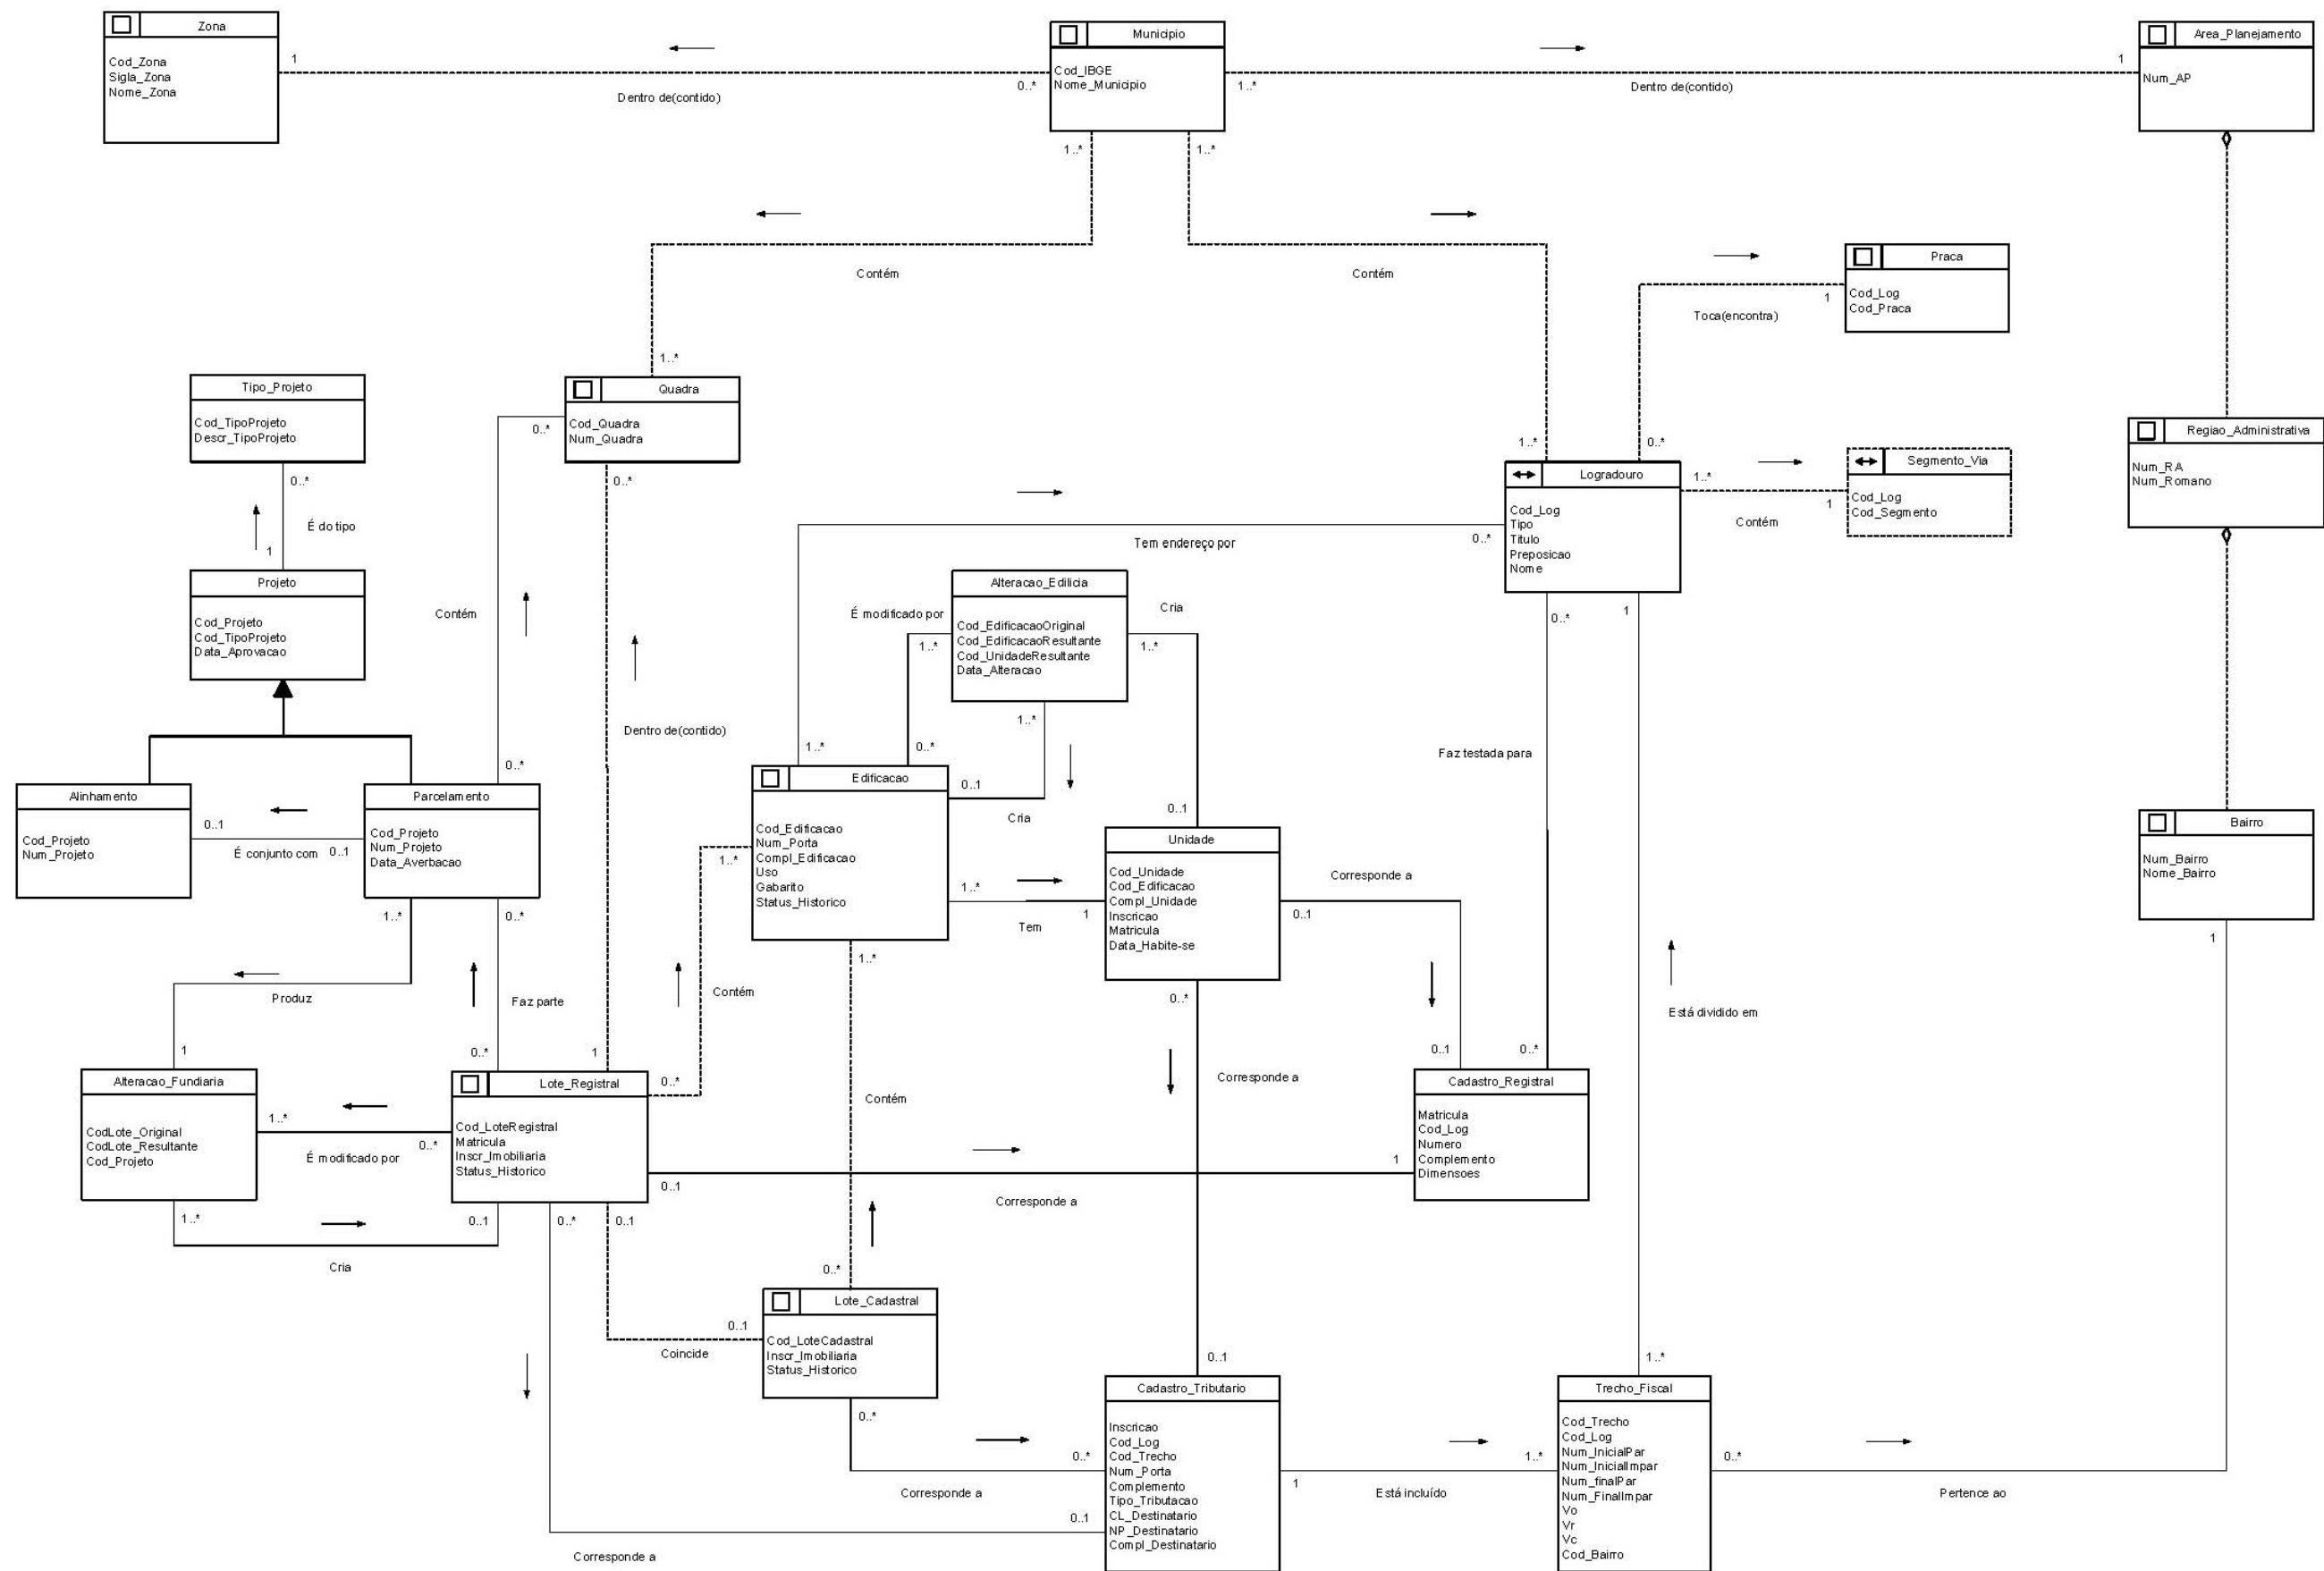 Zona
Cod_Zona
Sigla_Zona
Nome_Zona
1
0..*
Dentro de(contido)
Municipio
Cod_IBGE
Nome_Municipio
1..*
1
Dentro de(contido)
Area_Planejamento
Num_AP
1..*
1..*
Contém
Contém
Praca
Cod_Log
Cod_Praca
1
Toca(encontra)
1..*
Tipo_Projeto
Cod_TipoProjeto
Descr_TipoProjeto
0..*
É do tipo
1
Quadra
Cod_Quadra
Num_Quadra
0..*
0..*
1..*
0..*
Logradouro
Cod_Log
Tipo
Titulo
Preposicao
Nome
1..*
1
Contém
Segmento_Via
Cod_Log
Cod_Segmento
Regiao_Administrativa
Num_RA
Num_Romano
Tem endereço por
0..*
Projeto
Cod_Projeto
Cod_TipoProjeto
Data_Aprovacao
Contém
Alteracao_Edilicia
Cod_EdificacaoOriginal
Cod_EdificacaoResultante
Cod_UnidadeResultante
Data_Alteracao
É modificado por
1..*
Cria
1..*
1..*
0..*
1
Dentro de(contido)
1..*
0..*
0..1
Cria
Faz testada para
0..*
Alinhamento
Cod_Projeto
Num_Projeto
0..1
É conjunto com
0..1
Parcelamento
Cod_Projeto
Num_Projeto
Data_Averbacao
Edificacao
Cod_Edificacao
Num_Porta
Compl_Edificacao
Uso
Gabarito
Status_Historico
1..*
1..*
1
Tem
0..1
Unidade
Cod_Unidade
Cod_Edificacao
Compl_Unidade
Inscricao
Matricula
Data_Habite-se
Corresponde a
0..1
Bairro
Num_Bairro
Nome_Bairro
1
1..*
0..*
1..*
0..*
Produz
Faz parte
Contém
Está dividido em
1
0..*
1
0..1
0..*
Alteracao_Fundiaria
CodLote_Original
CodLote_Resultante
Cod_Projeto
1..*
0..*
É modificado por
Lote_Registral
Cod_LoteRegistral
Matricula
Inscr_Imobiliaria
Status_Historico
0..*
Contém
Corresponde a
Cadastro_Registral
Matricula
Cod_Log
Numero
Complemento
Dimensoes
1
0..1
Corresponde a
1..*
0..1
0..*
0..1
Cria
0..*
Lote_Cadastral
Cod_LoteCadastral
Inscr_Imobiliaria
Status_Historico
0..1
Coincide
0..1
1..*
0..*
Cadastro_Tributario
Inscricao
Cod_Log
Cod_Trecho
Num_Porta
Complemento
Tipo_Tributacao
CL_Destinatario
NP_Destinatario
Compl_Destinatario
0..*
Corresponde a
0..1
Corresponde a
1
1..*
Está incluído
Trecho_Fiscal
Cod_Trecho
Cod_Log
Num_InicialPar
Num_InicialImpar
Num_finalPar
Num_FinalImpar
Vo
Vr
Vc
Cod_Bairro
0..*
Pertence ao